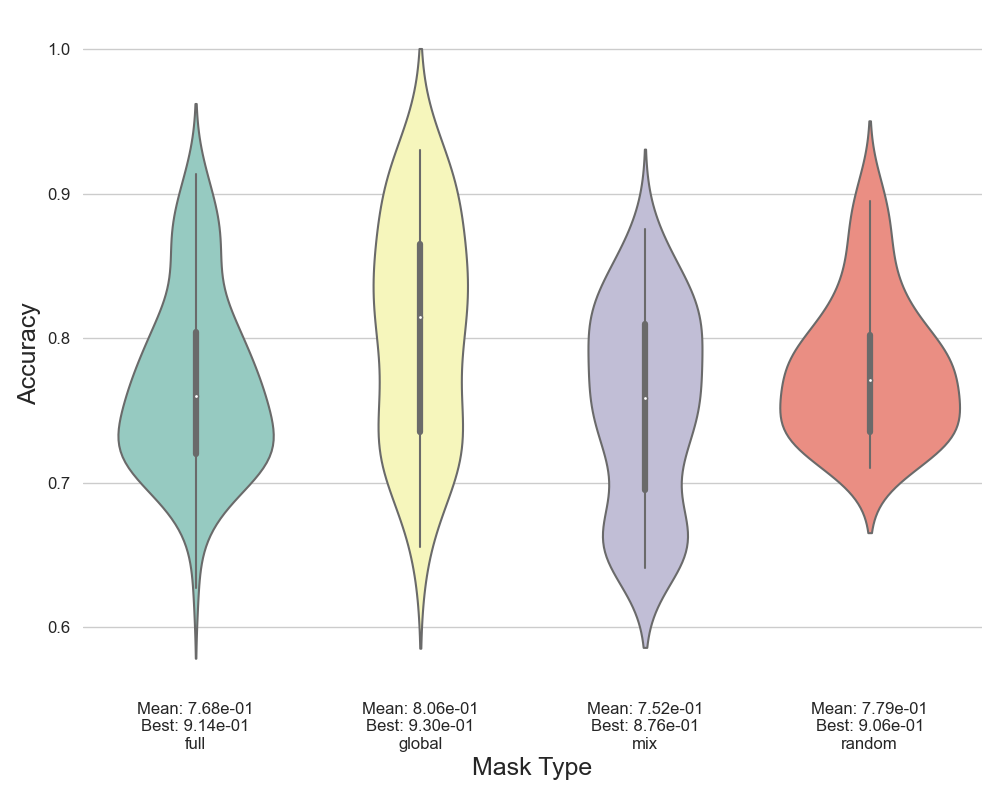 1.0
0.9
0.8
0.7
0.6
Accuracy
Mean: 7.68e-01
Best: 9.14e-01
full
Mean: 8.06e-01
Best: 9.30e-01
global
Mean: 7.52e-01
Best: 8.76e-01
mix
Mean: 7.79e-01
Best: 9.06e-01
random
Mask Type